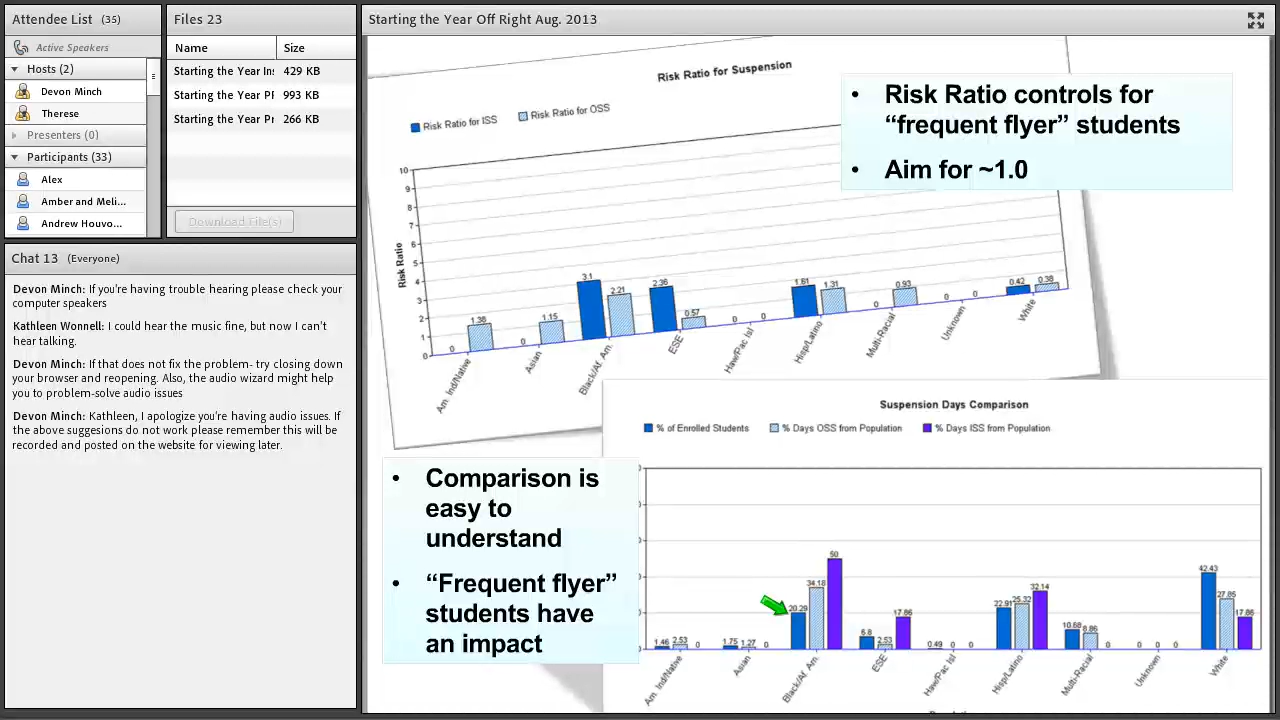 Attendee List (35)
Active Speakers
Hosts (2)
Devon Minch
Therese
Presenters (0)
Participants (33)
Alex
Amber and Meli...
Andrew Houvo...
Files 23
Name Size
Starting the Year In: 429 KB
Starting the Year Pl 993 KB
Starting the Year Pr 266 KB
Download File(s)
Chat 13 (Everyone)
Devon Minch: If you're having trouble hearing please check your
computer speakers
Kathleen Wonnell: I could hear the music fine, but now I can't
hear talking.
Devon Minch: If that does not fix the problem- try closing down
your browser and reopening. Also, the audio wizard might help
you to problem-solve audio issues
Devon Minch: Kathleen, I apologize you're having audio issues. If
the above suggesions do not work please remember this will be
recorded and posted on the website for viewing later.
Starting the Year Off Right Aug. 2013
Risk Ratio for Suspension
Risk Ratio for ISS Risk Ratio for OSS
• Risk Ratio controls for
“frequent flyer” students
• Aim for ~1.0
Risk Ratio
10
9
8
7
6
5
4
3
2
1
0
0 1.38 0 1.15 3.1 2.21 2.36 0.57 0 0 1.61 1.31 0 0.93 0 0 0.42 0.38
Am. Ind/Native Asian Black/Af. Am. ESE Haw/Pac Isl Hisp/Latino Multi-Racial Unknown White
• Comparison is
easy to
understand
• “Frequent flyer”
students have
an impact
Suspension Days Comparison
% of Enrolled Students % Days OSS from Population % Days ISS from Population
1.46 2.53 0 1.75 1.27 0 20.29 34.18 50 6.8 2.53 17.86 0.49 0 0 22.91 25.32 32.14 10.68 8.86 0 0 0 0 42.43 27.85 17.86
Am. Ind/Native Asian Black/Af. Am. ESE Haw/Pac Isl Hisp/Latino Multi-Racial Unknown White